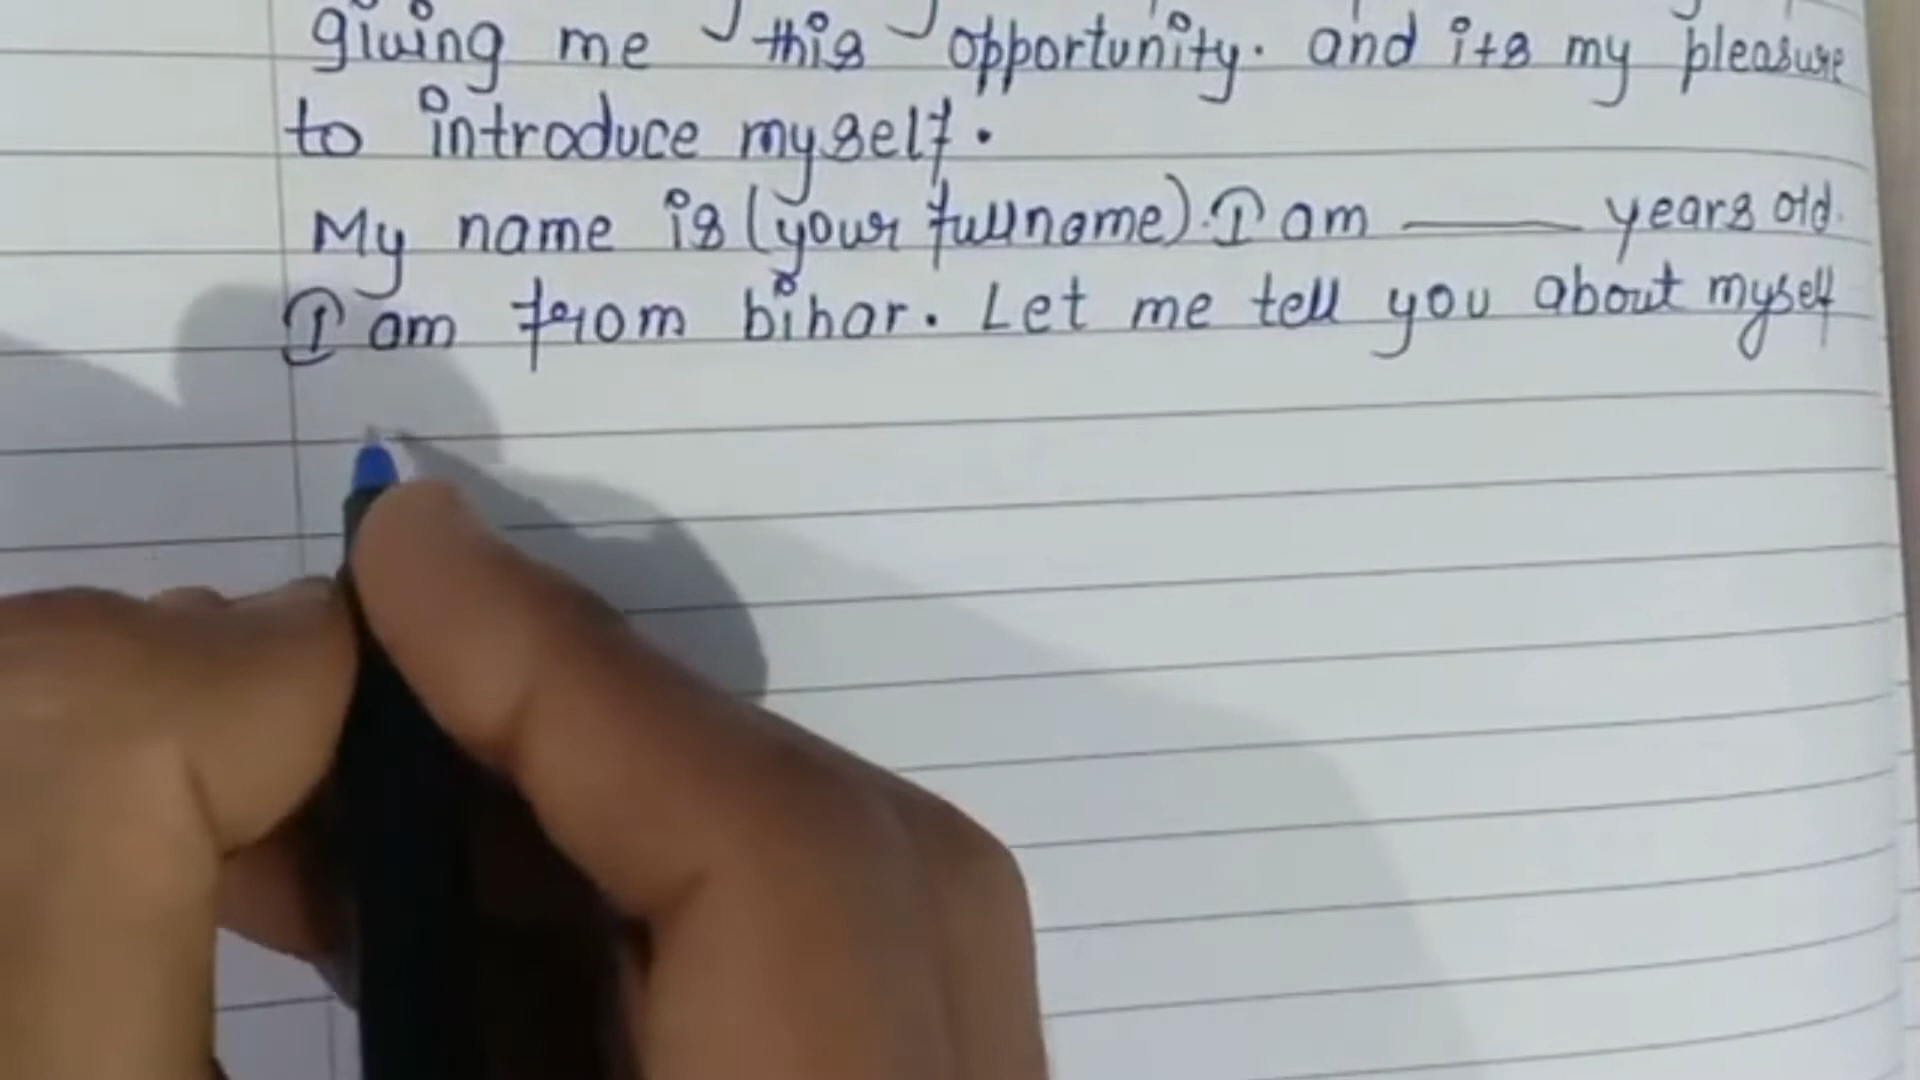 giving me this opportunity. and its my pleasure
to introduce myself.
My name is (your fullname). I am ——— years old.
I am from bihar. Let me tell you about myself